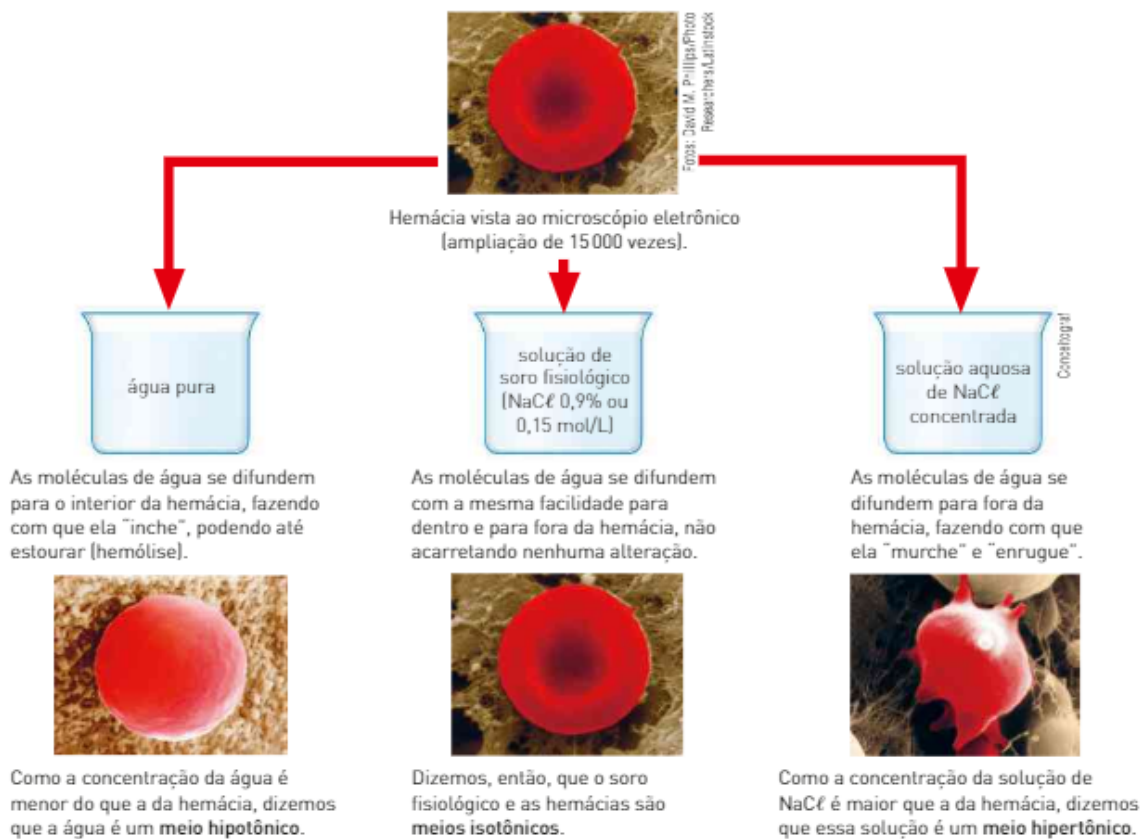 Fotos: David M. Phillips/Photo
Researchers/Latinstock
Hemácia vista ao microscópio eletrônico
(ampliação de 15 000 vezes).
água pura
solução de
soro fisiológico
(NaCℓ 0,9% ou
0,15 mol/L)
solução aquosa
de NaCℓ
concentrada
Conceitograf
As moléculas de água se difundem
para o interior da hemácia, fazendo
com que ela "inche", podendo até
estourar (hemólise).
As moléculas de água se difundem
com a mesma facilidade para
dentro e para fora da hemácia, não
acarretando nenhuma alteração.
As moléculas de água se
difundem para fora da
hemácia, fazendo com que
ela "murche" e "enrugue".
Como a concentração da água é
menor do que a da hemácia, dizemos
que a água é um meio hipotônico.
Dizemos, então, que o soro
fisiológico e as hemácias são
meios isotônicos.
Como a concentração da solução de
NaCℓ é maior que a da hemácia, dizemos
que essa solução é um meio hipertônico.